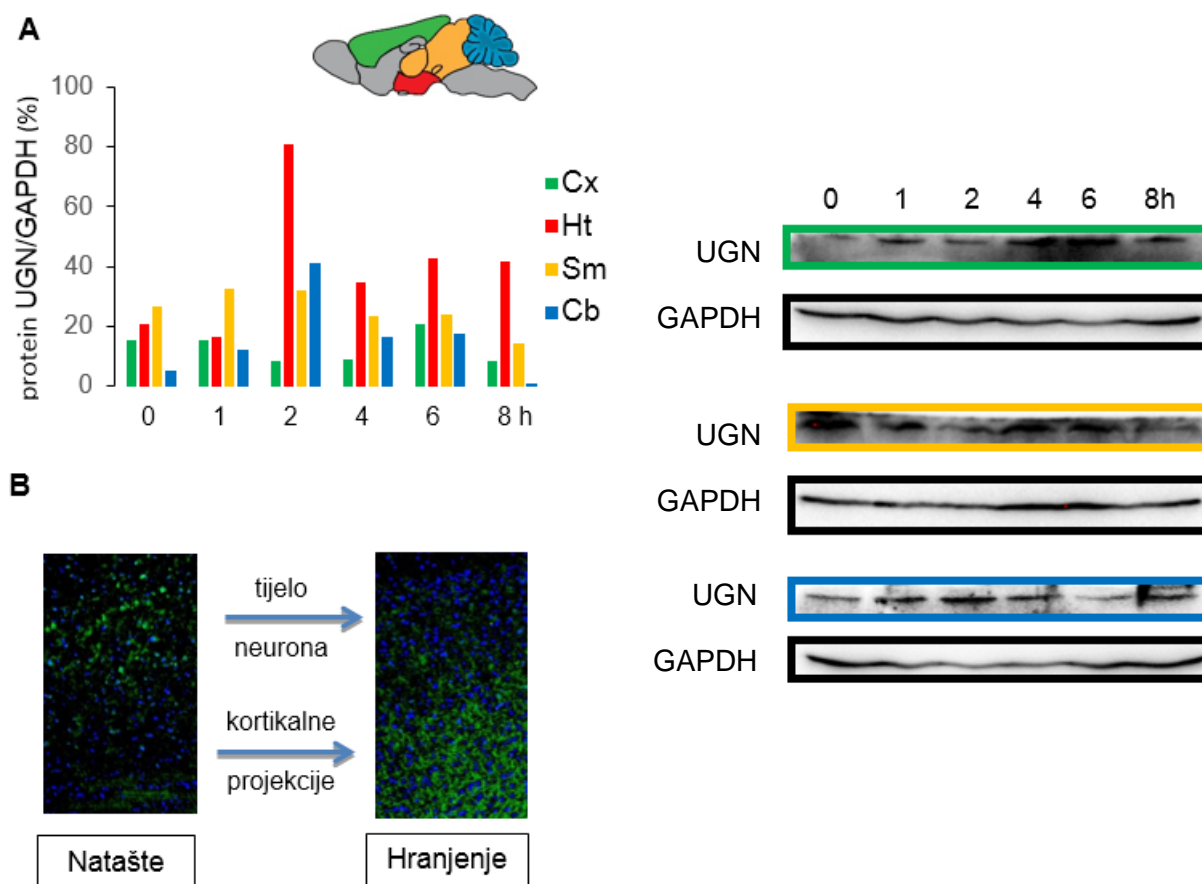 A
protein UGN/GAPDH (%)
100
80
60
40
20
0
0 1 2 4 6 8 h
Cx
Ht
Sm
Cb
0 1 2 4 6 8h
UGN
GAPDH
UGN
GAPDH
UGN
GAPDH
B
tijelo
neurona
kortikalne
projekcije
Natašte
Hranjenje